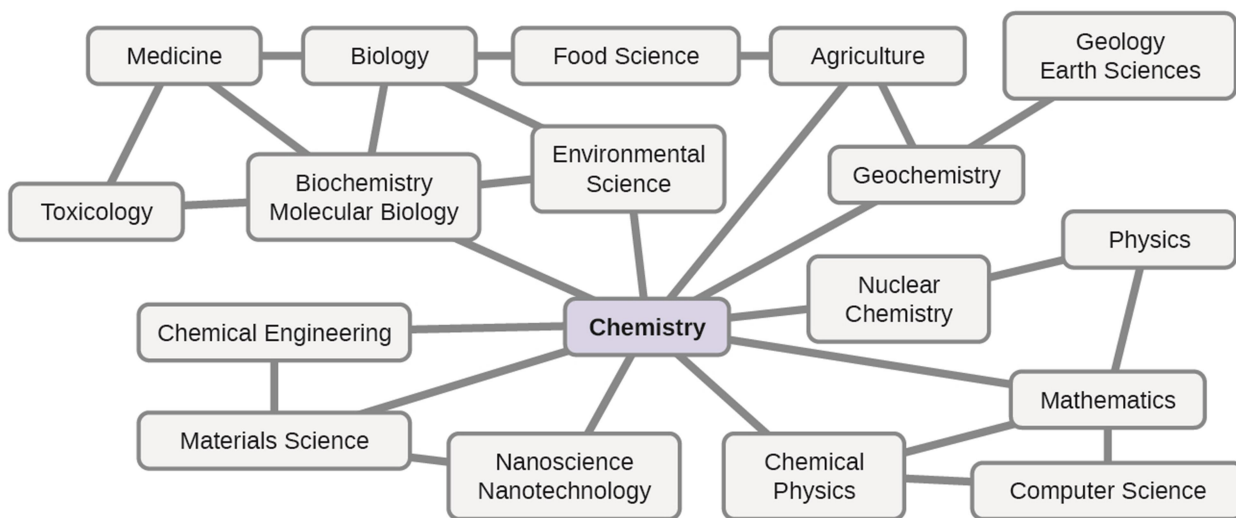 Medicine
Biology
Food Science
Agriculture
Geology
Earth Sciences
Environmental
Science
Biochemistry
Molecular Biology
Toxicology
Geochemistry
Physics
Nuclear
Chemistry
Chemistry
Chemical Engineering
Mathematics
Materials Science
Nanoscience
Nanotechnology
Chemical
Physics
Computer Science